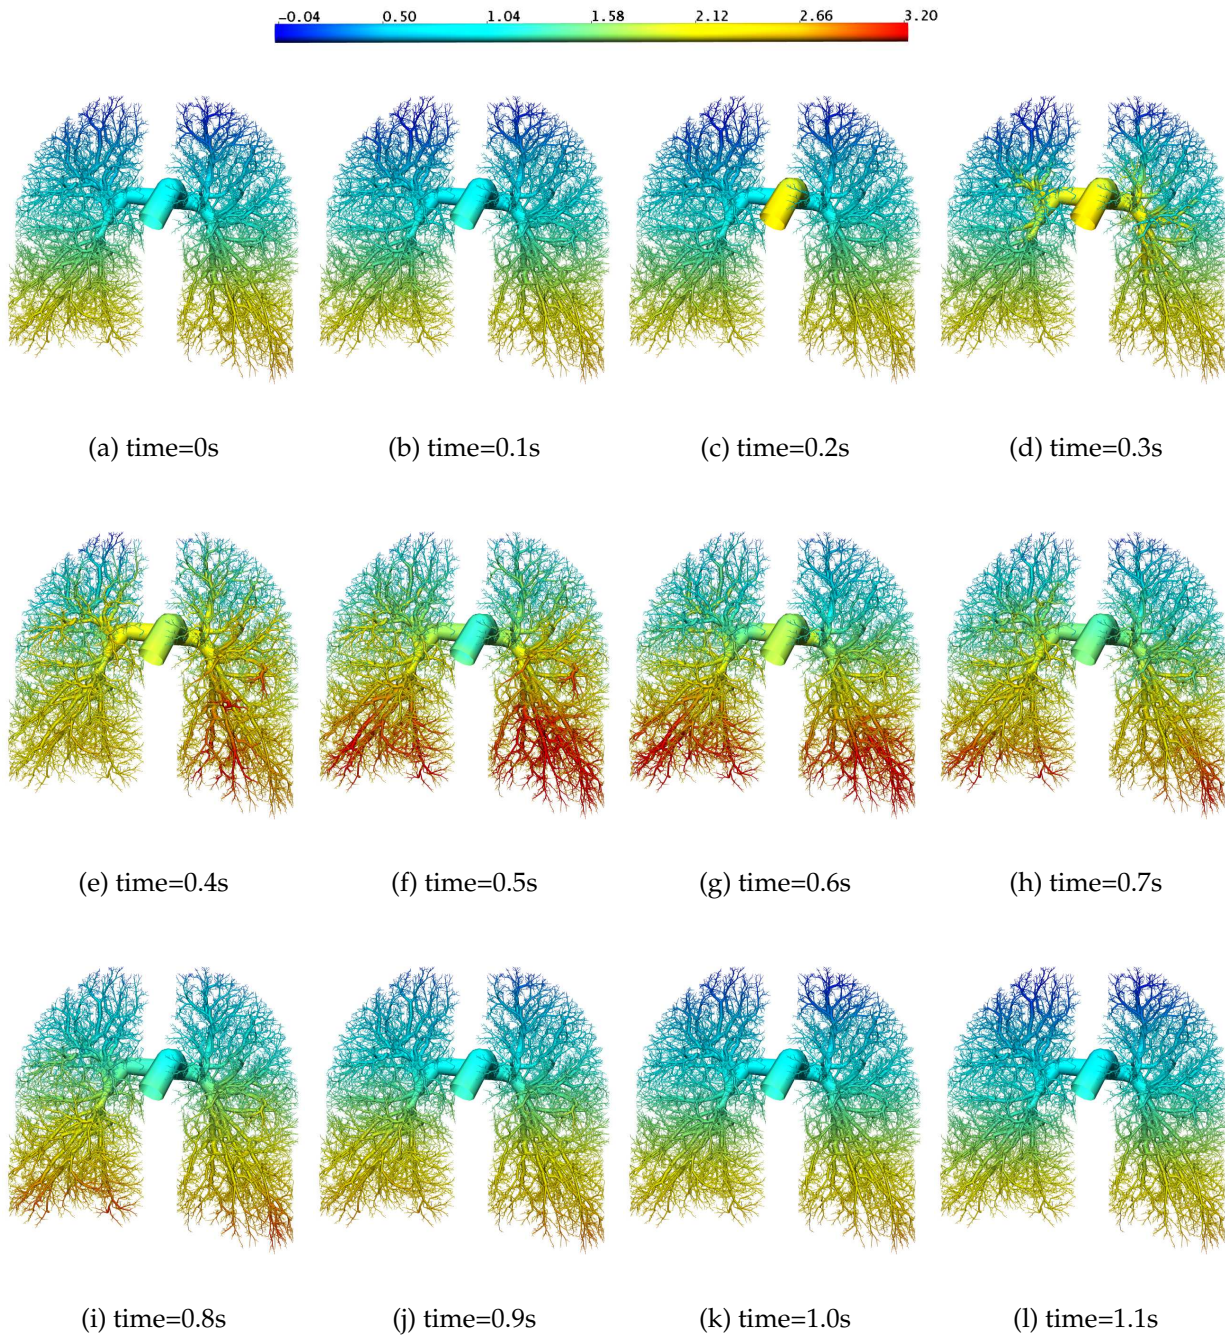 −0.04 0.50 1.04 1.58 2.12 2.66 3.20
(a) time=0s (b) time=0.1s (c) time=0.2s (d) time=0.3s
(e) time=0.4s (f) time=0.5s (g) time=0.6s (h) time=0.7s
(i) time=0.8s (j) time=0.9s (k) time=1.0s (l) time=1.1s